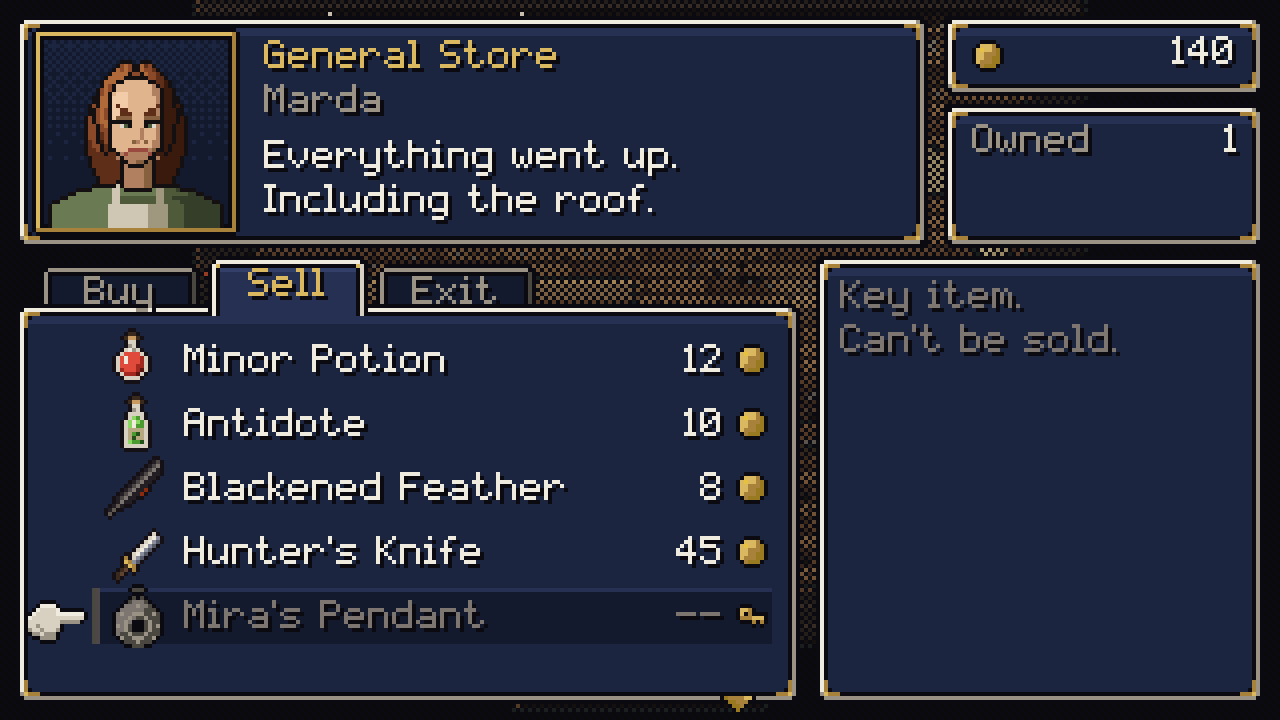 General Store
Marda
Everything went up.
Including the roof.
140
Owned 1
Buy Sell Exit
Minor Potion 12
Antidote 10
Blackened Feather 8
Hunter's Knife 45
Mira's Pendant --
Key item.
Can't be sold.